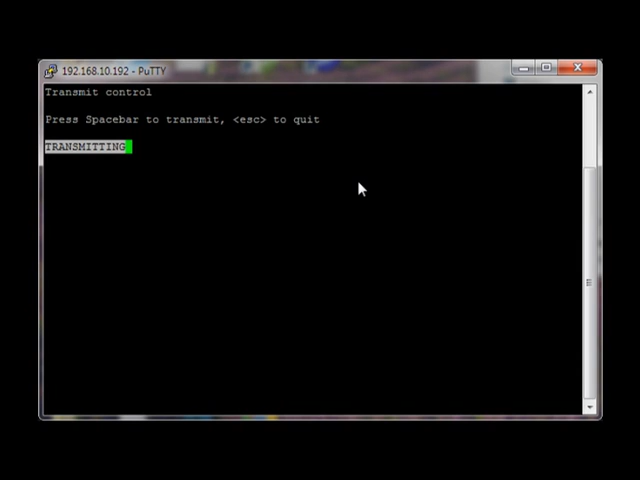 192.168.10.192 - PuTTY
Transmit control
Press Spacebar to transmit, <esc> to quit
TRANSMITTING